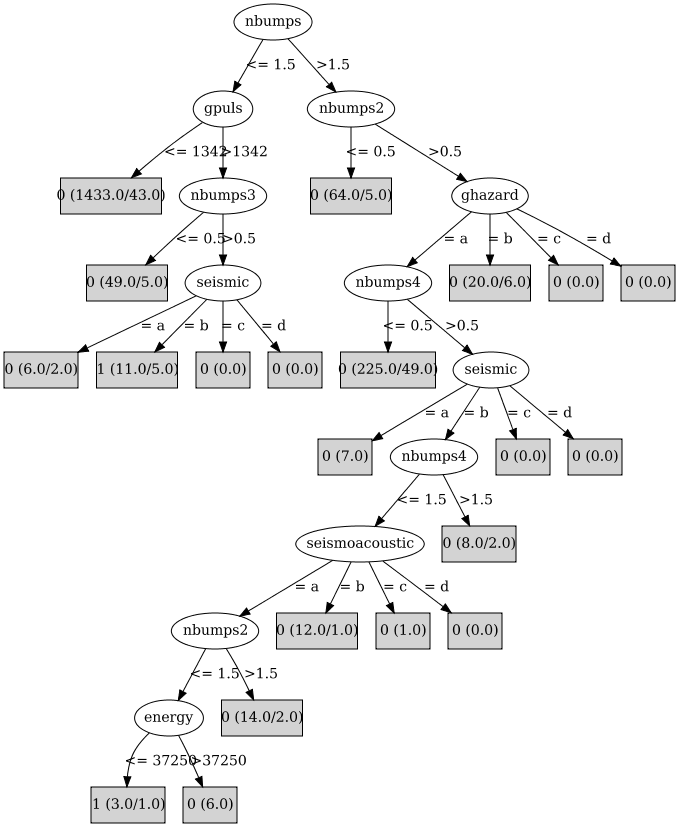 nbumps
<= 1.5
>1.5
gpuls
nbumps2
<= 1342
>1342
<= 0.5
>0.5
0 (1433.0/43.0)
nbumps3
0 (64.0/5.0)
ghazard
<= 0.5
>0.5
= a
= b
= c
= d
0 (49.0/5.0)
seismic
nbumps4
0 (20.0/6.0)
0 (0.0)
0 (0.0)
= a
= b
= c
= d
<= 0.5
>0.5
0 (6.0/2.0)
1 (11.0/5.0)
0 (0.0)
0 (0.0)
0 (225.0/49.0)
seismic
= a
= b
= c
= d
0 (7.0)
nbumps4
0 (0.0)
0 (0.0)
<= 1.5
>1.5
seismoacoustic
0 (8.0/2.0)
= a
= b
= c
= d
nbumps2
0 (12.0/1.0)
0 (1.0)
0 (0.0)
<= 1.5
>1.5
energy
0 (14.0/2.0)
<= 37250
>37250
1 (3.0/1.0)
0 (6.0)